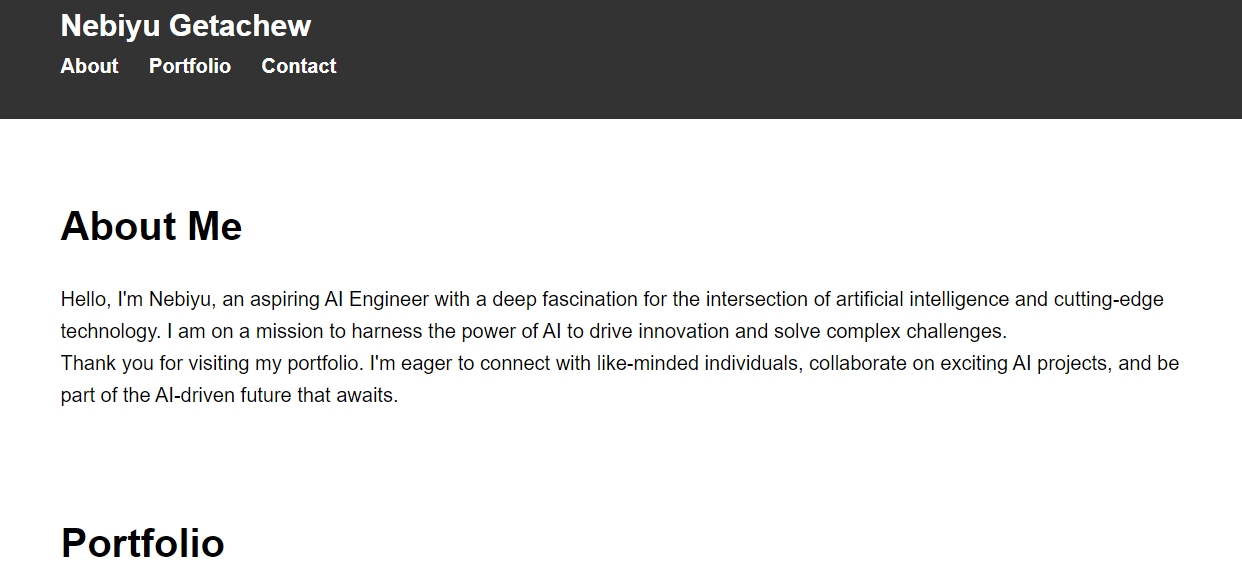 Nebiyu Getachew
About Portfolio Contact
About Me
Hello, I'm Nebiyu, an aspiring AI Engineer with a deep fascination for the intersection of artificial intelligence and cutting-edge
technology. I am on a mission to harness the power of AI to drive innovation and solve complex challenges.
Thank you for visiting my portfolio. I'm eager to connect with like-minded individuals, collaborate on exciting AI projects, and be
part of the AI-driven future that awaits.
Portfolio